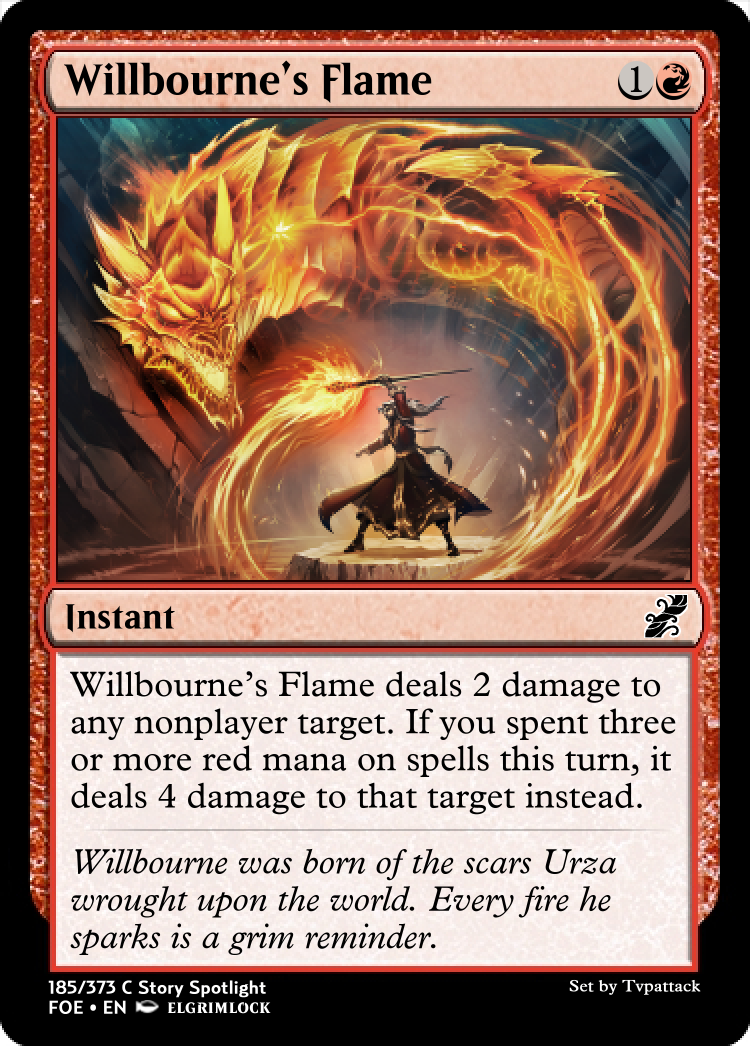 Willbourne's Flame 1
Instant
Willbourne's Flame deals 2 damage to
any nonplayer target. If you spent three
or more red mana on spells this turn, it
deals 4 damage to that target instead.
Willbourne was born of the scars Urza
wrought upon the world. Every fire he
sparks is a grim reminder.
185/373 C Story Spotlight
Set by Tvpattack
FOE • EN ELGRIMLOCK